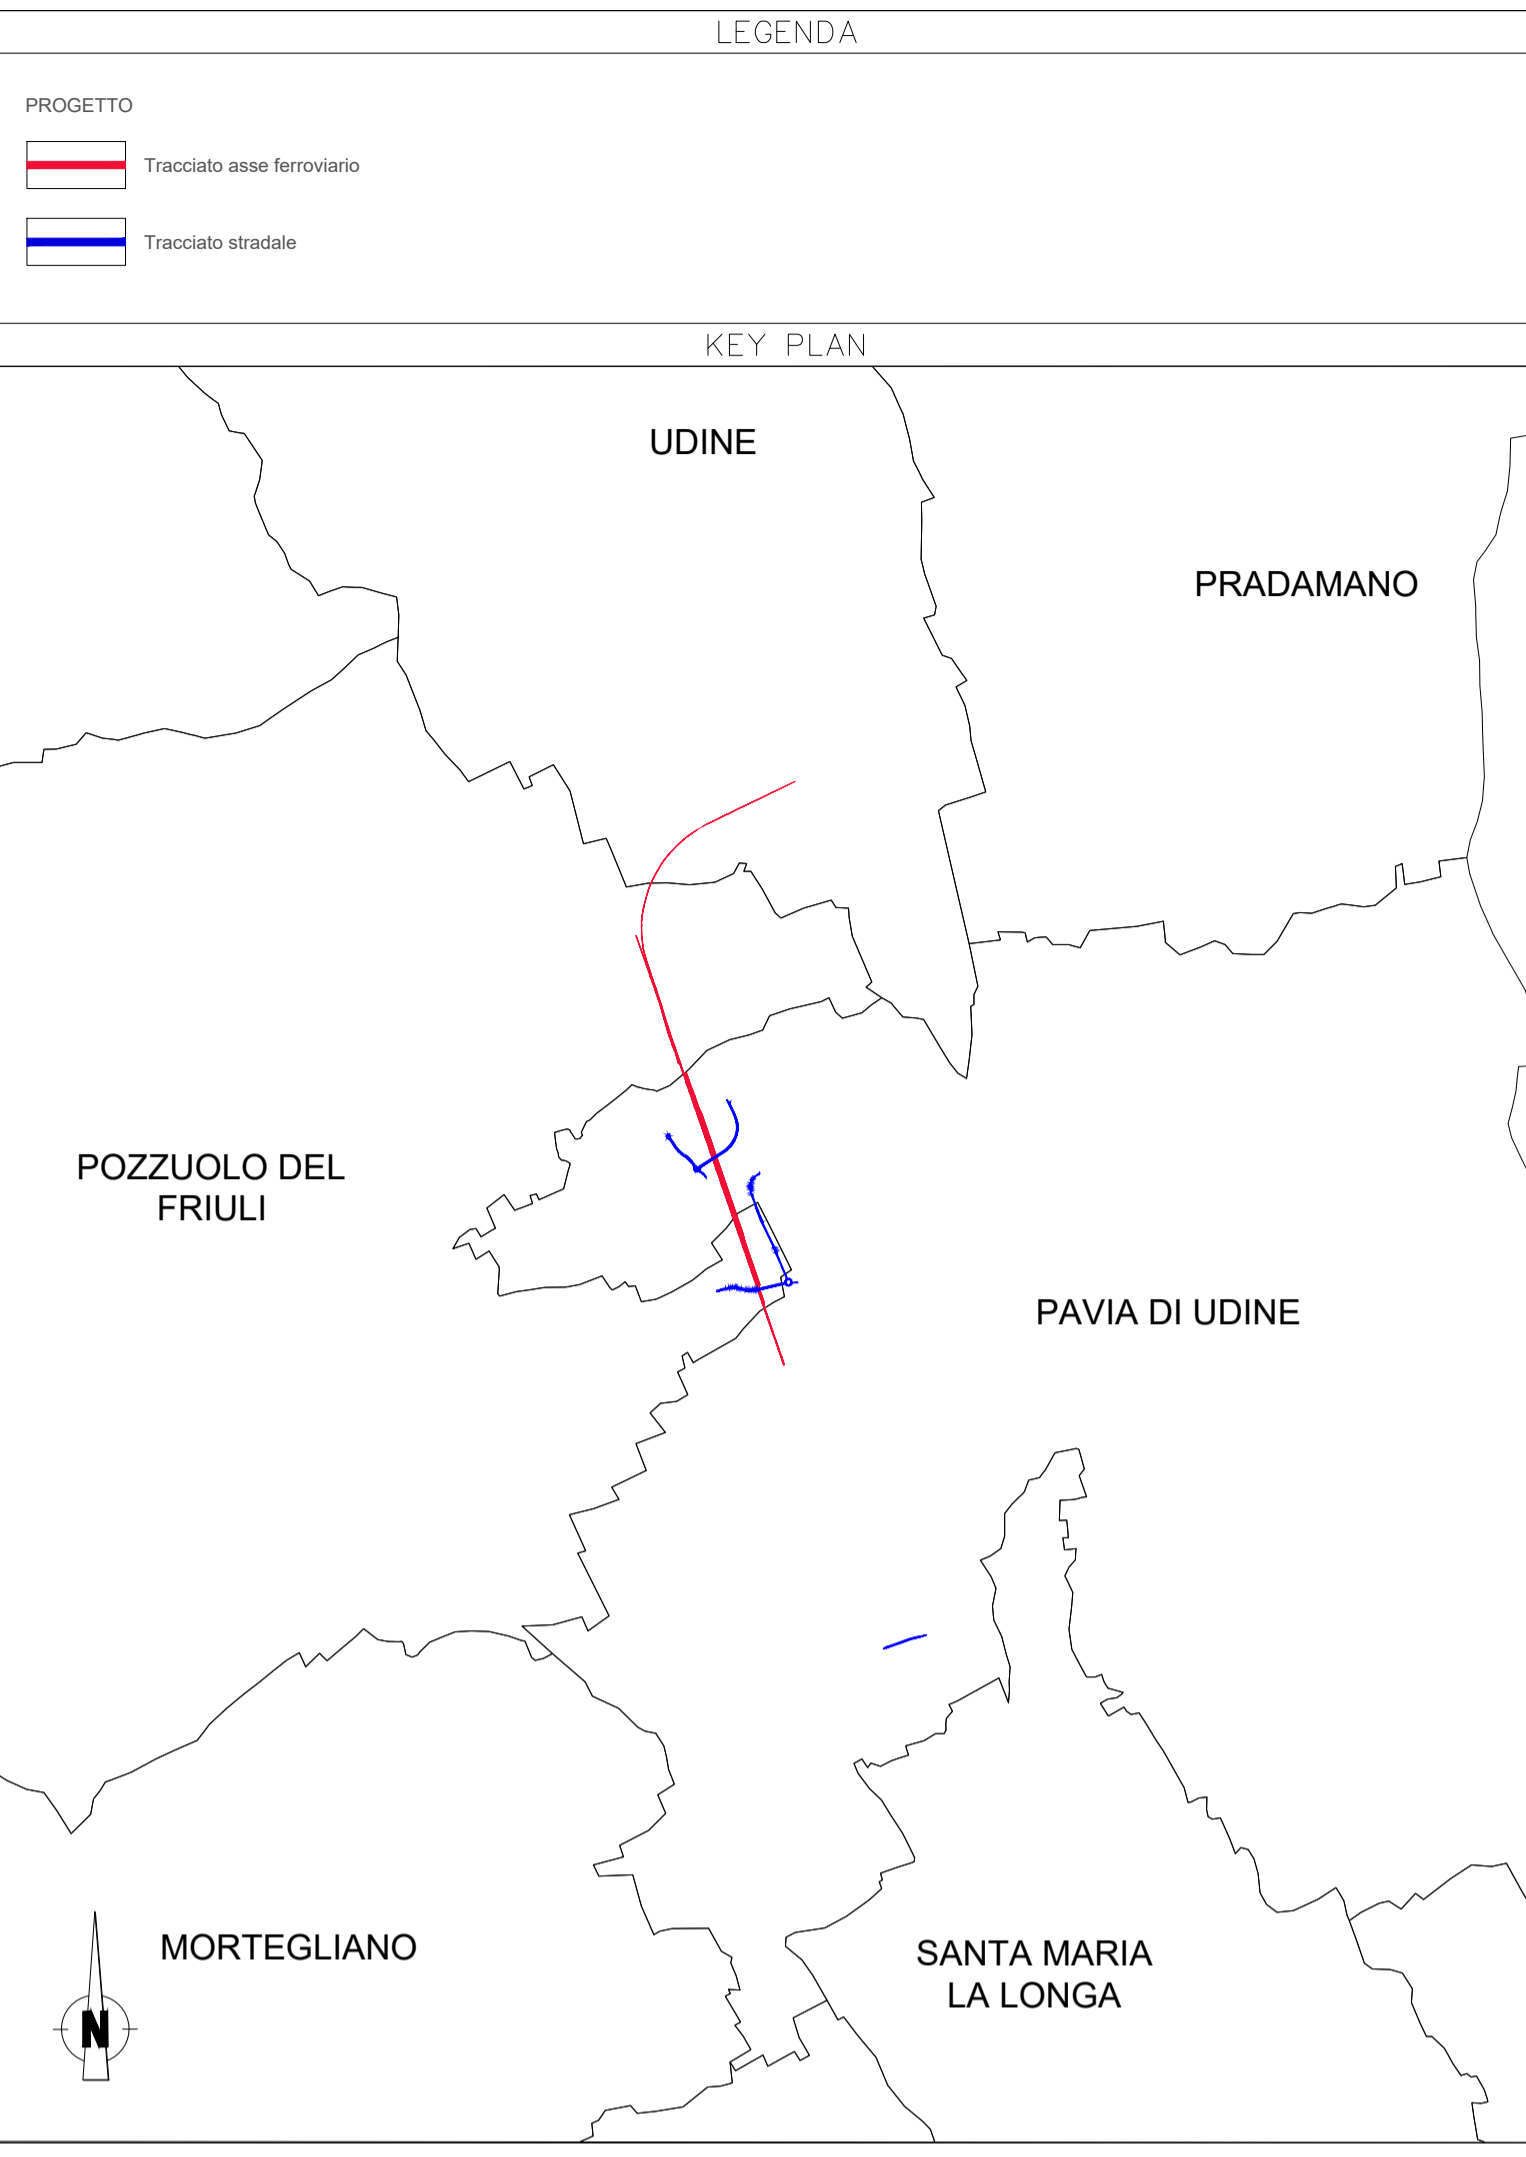 LEGENDA
PROGETTO
Tracciato asse ferroviario
Tracciato stradale
KEY PLAN
UDINE
PRADAMANO
POZZUOLO DEL
FRIULI
PAVIA DI UDINE
MORTEGLIANO
SANTA MARIA
LA LONGA
N